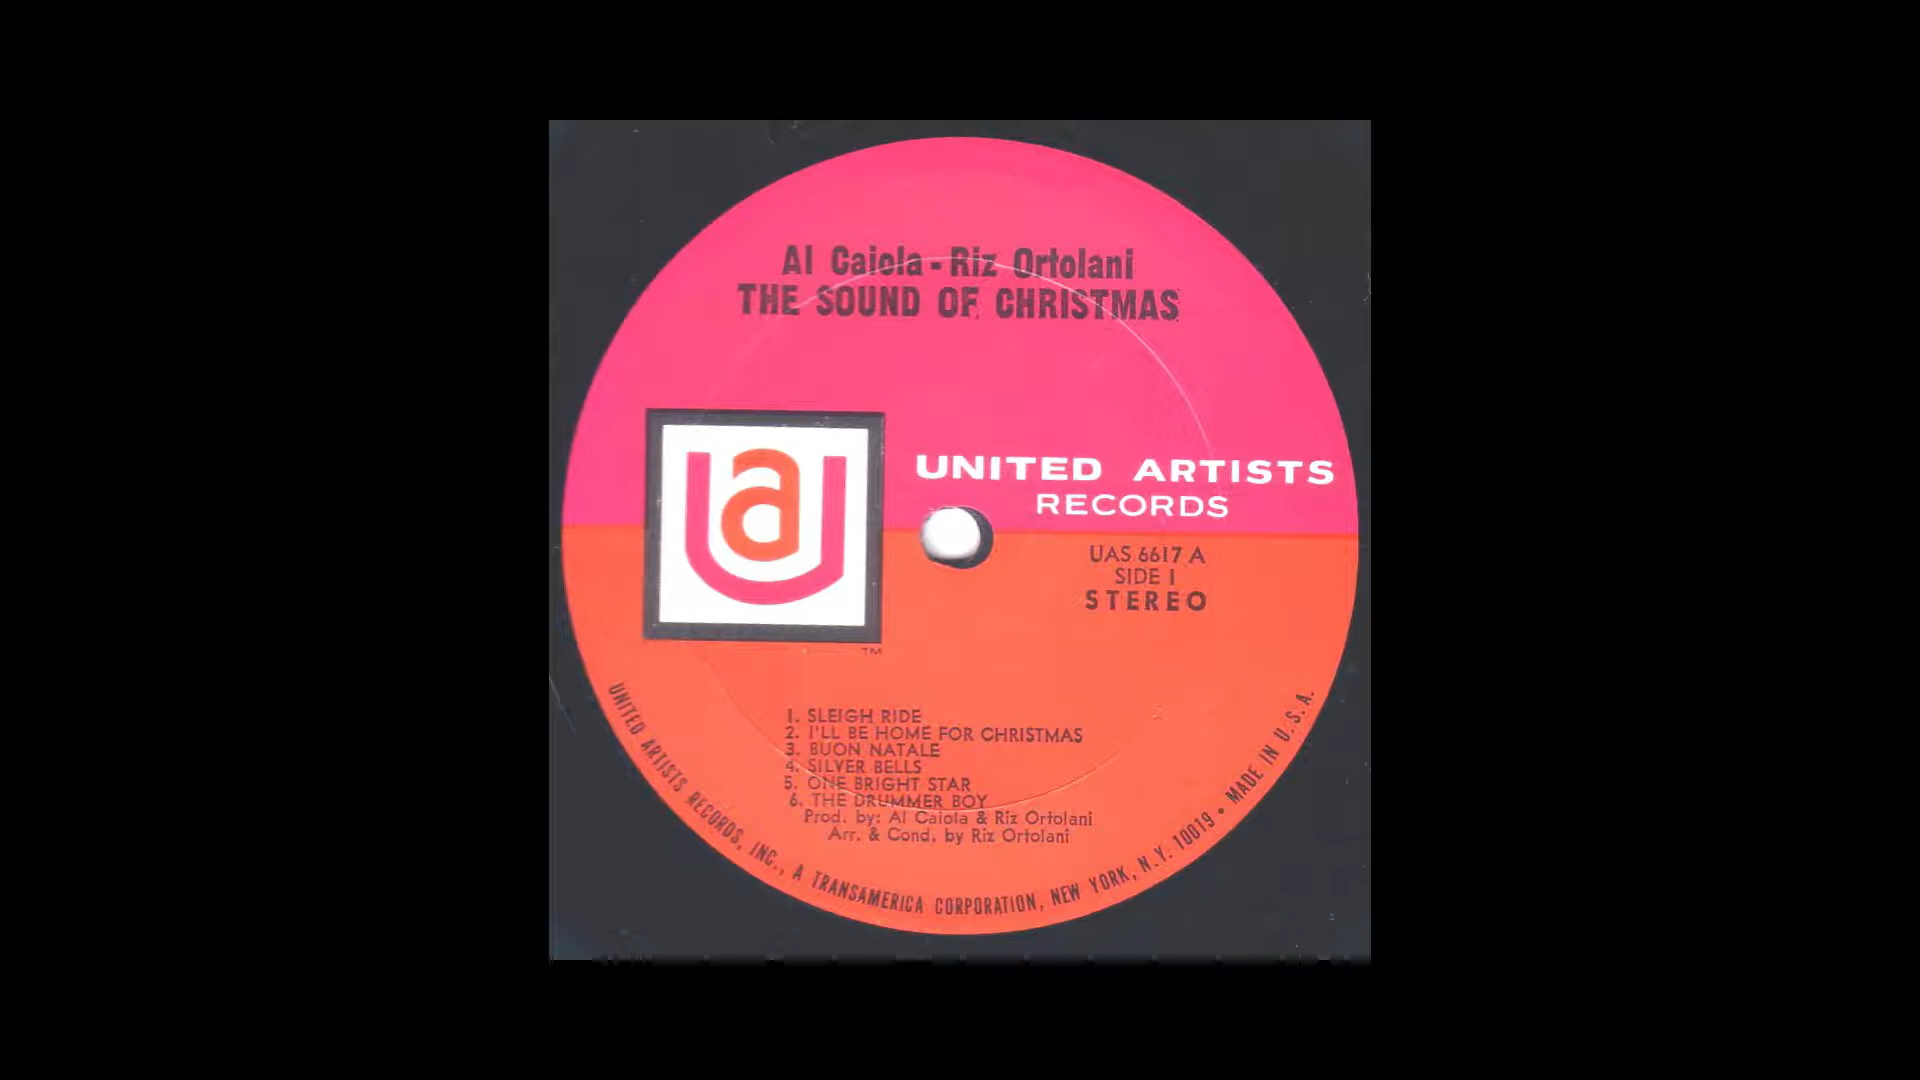 Al Caiola - Riz Ortolani
THE SOUND OF CHRISTMAS
ua
UNITED ARTISTS
RECORDS
UAS 6617 A
SIDE 1
STEREO
TM
1. SLEIGH RIDE
2. I'LL BE HOME FOR CHRISTMAS
3. BUON NATALE
4. SILVER BELLS
5. ONE BRIGHT STAR
6. THE DRUMMER BOY
Prod. by: Al Caiola & Riz Ortolani
Arr. & Cond. by Riz Ortolani
UNITED ARTISTS RECORDS, INC., A TRANSAMERICA CORPORATION, NEW YORK, N.Y. 10019 • MADE IN U.S.A.